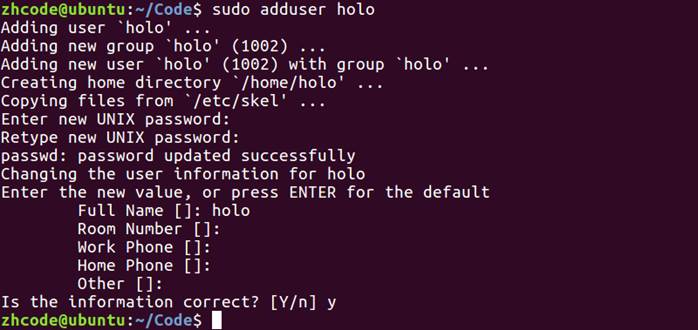 zhcode@ubuntu:~/Code$ sudo adduser holo
Adding user `holo' ...
Adding new group `holo' (1002) ...
Adding new user `holo' (1002) with group `holo' ...
Creating home directory `/home/holo' ...
Copying files from `/etc/skel' ...
Enter new UNIX password:
Retype new UNIX password:
passwd: password updated successfully
Changing the user information for holo
Enter the new value, or press ENTER for the default
        Full Name []: holo
        Room Number []:
        Work Phone []:
        Home Phone []:
        Other []:
Is the information correct? [Y/n] y
zhcode@ubuntu:~/Code$